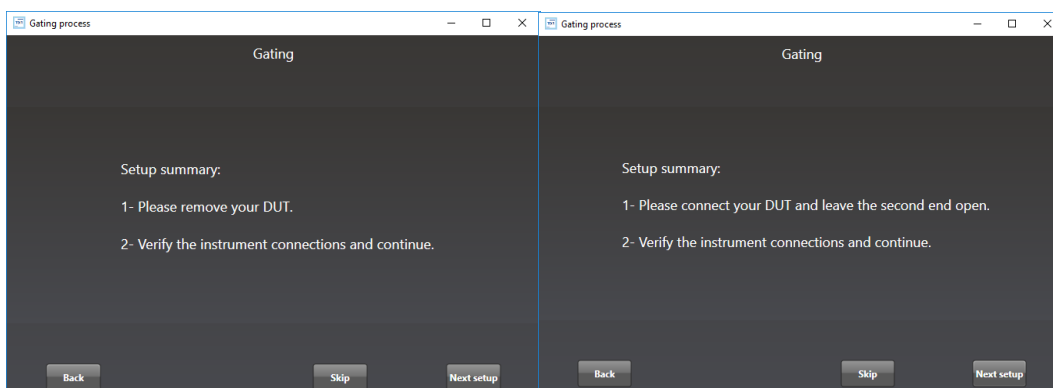 Gating process
Gating
Setup summary:
1- Please remove your DUT.
2- Verify the instrument connections and continue.
Back
Skip
Next setup
Gating process
Gating
Setup summary:
1- Please connect your DUT and leave the second end open.
2- Verify the instrument connections and continue.
Back
Skip
Next setup